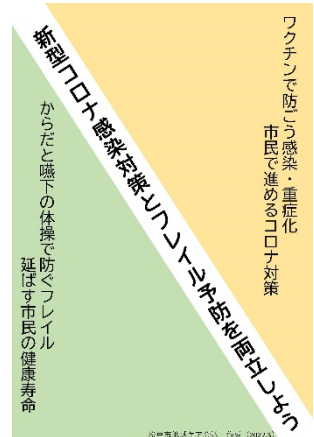 ワクチンで防ごう感染・重症化
市民で進めるコロナ対策
新型コロナ感染対策とフレイル予防を両立しよう
からだと嚥下の体操で防ぐフレイル
延ばす市民の健康寿命